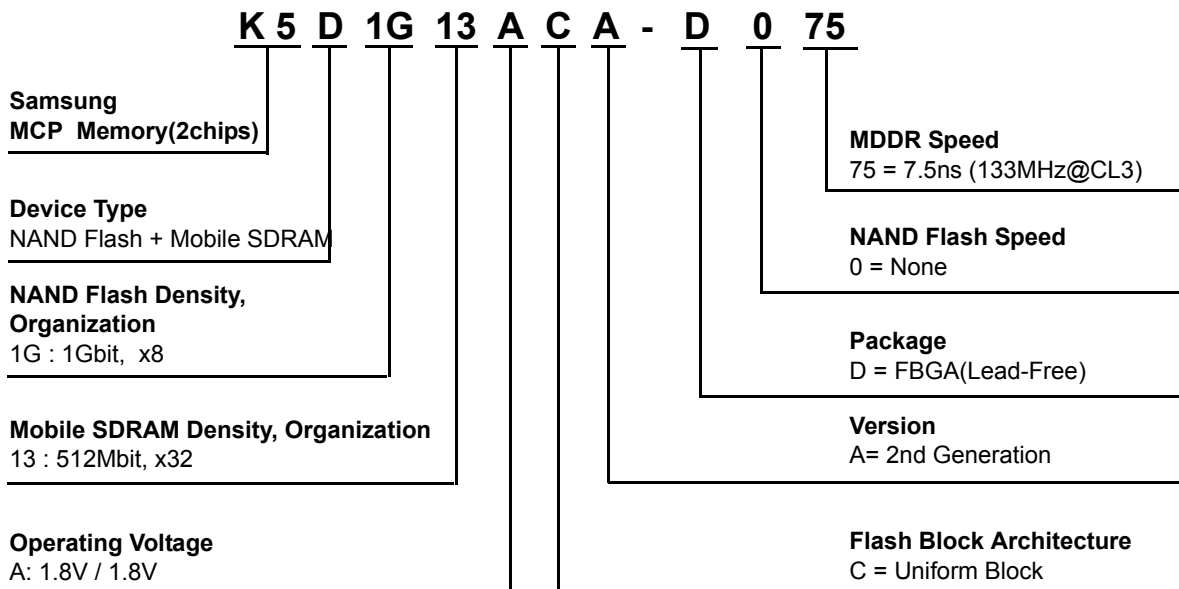 K 5 D 1G 13 A C A - D 0 75
Samsung
MCP Memory(2chips)
Device Type
NAND Flash + Mobile SDRAM
NAND Flash Density,
Organization
1G : 1Gbit, x8
Mobile SDRAM Density, Organization
13 : 512Mbit, x32
Operating Voltage
A: 1.8V / 1.8V
MDDR Speed
75 = 7.5ns (133MHz@CL3)
NAND Flash Speed
0 = None
Package
D = FBGA(Lead-Free)
Version
A= 2nd Generation
Flash Block Architecture
C = Uniform Block